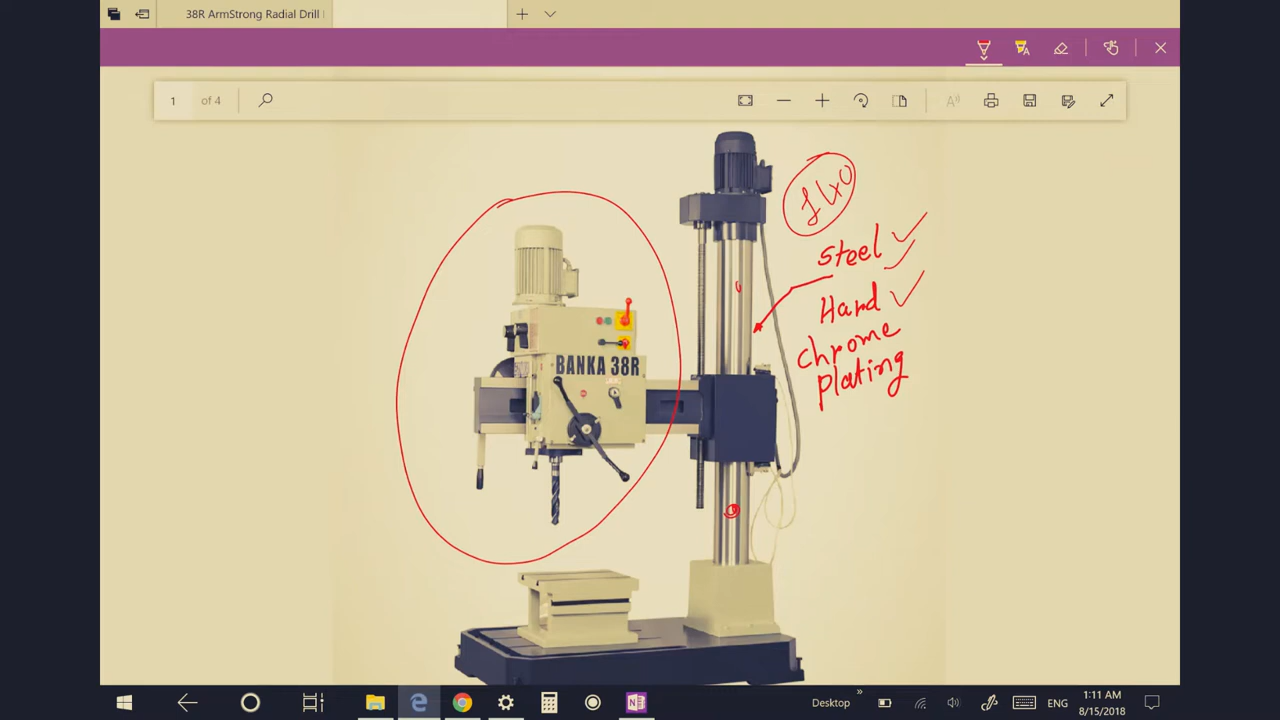 38R ArmStrong Radial Drill
1 of 4
steel
Hard
chrome
plating
BANKA 38R
Desktop
ENG
1:11 AM
8/15/2018